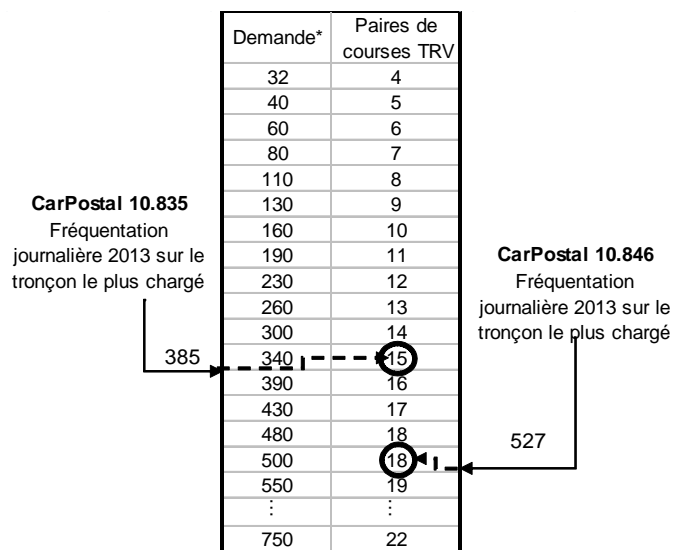 Demande* Paires de courses TRV
32 4
40 5
60 6
80 7
110 8
130 9
160 10
190 11
230 12
260 13
300 14
340 15
390 16
430 17
480 18
500 18
550 19
⋮ ⋮
750 22
CarPostal 10.835
Fréquentation
journalière 2013 sur le
tronçon le plus chargé
385
CarPostal 10.846
Fréquentation
journalière 2013 sur le
tronçon le plus chargé
527